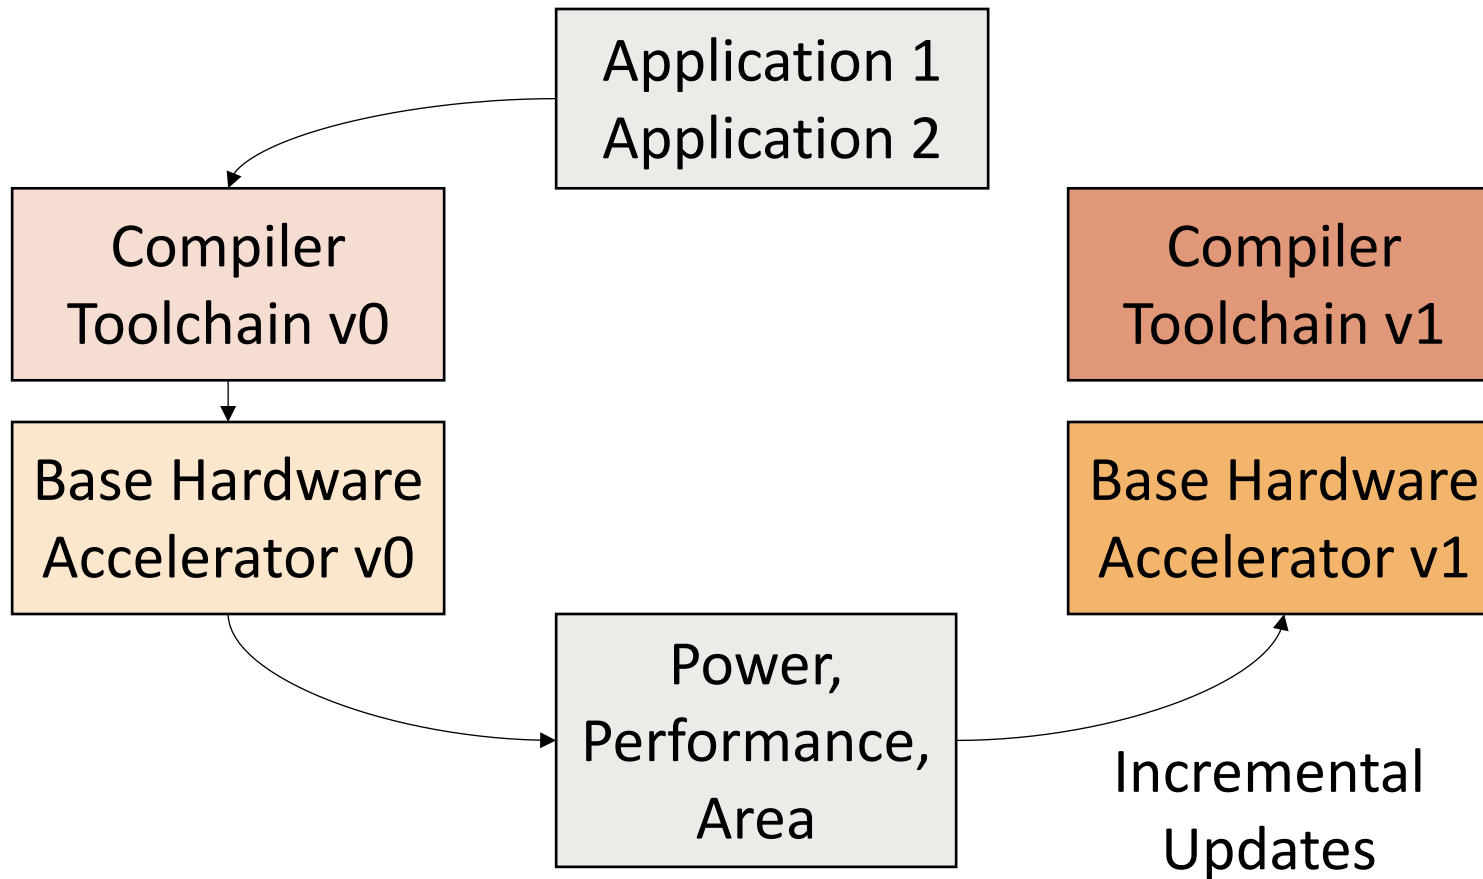 Application 1
Application 2
Compiler
Toolchain v0
Compiler
Toolchain v1
Base Hardware
Accelerator v0
Base Hardware
Accelerator v1
Power,
Performance,
Area
Incremental
Updates